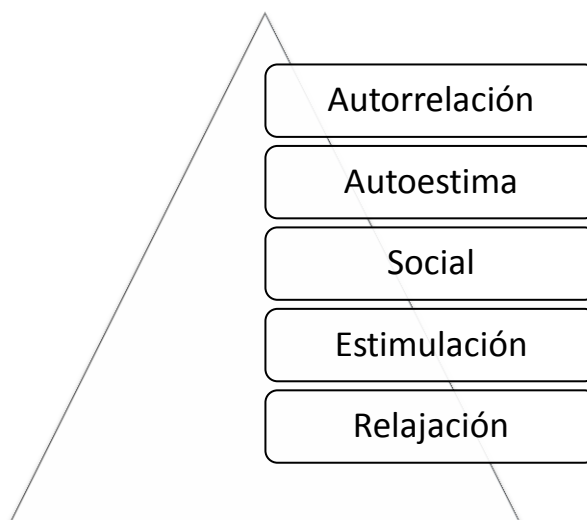 Autorrelación
Autoestima
Social
Estimulación
Relajación